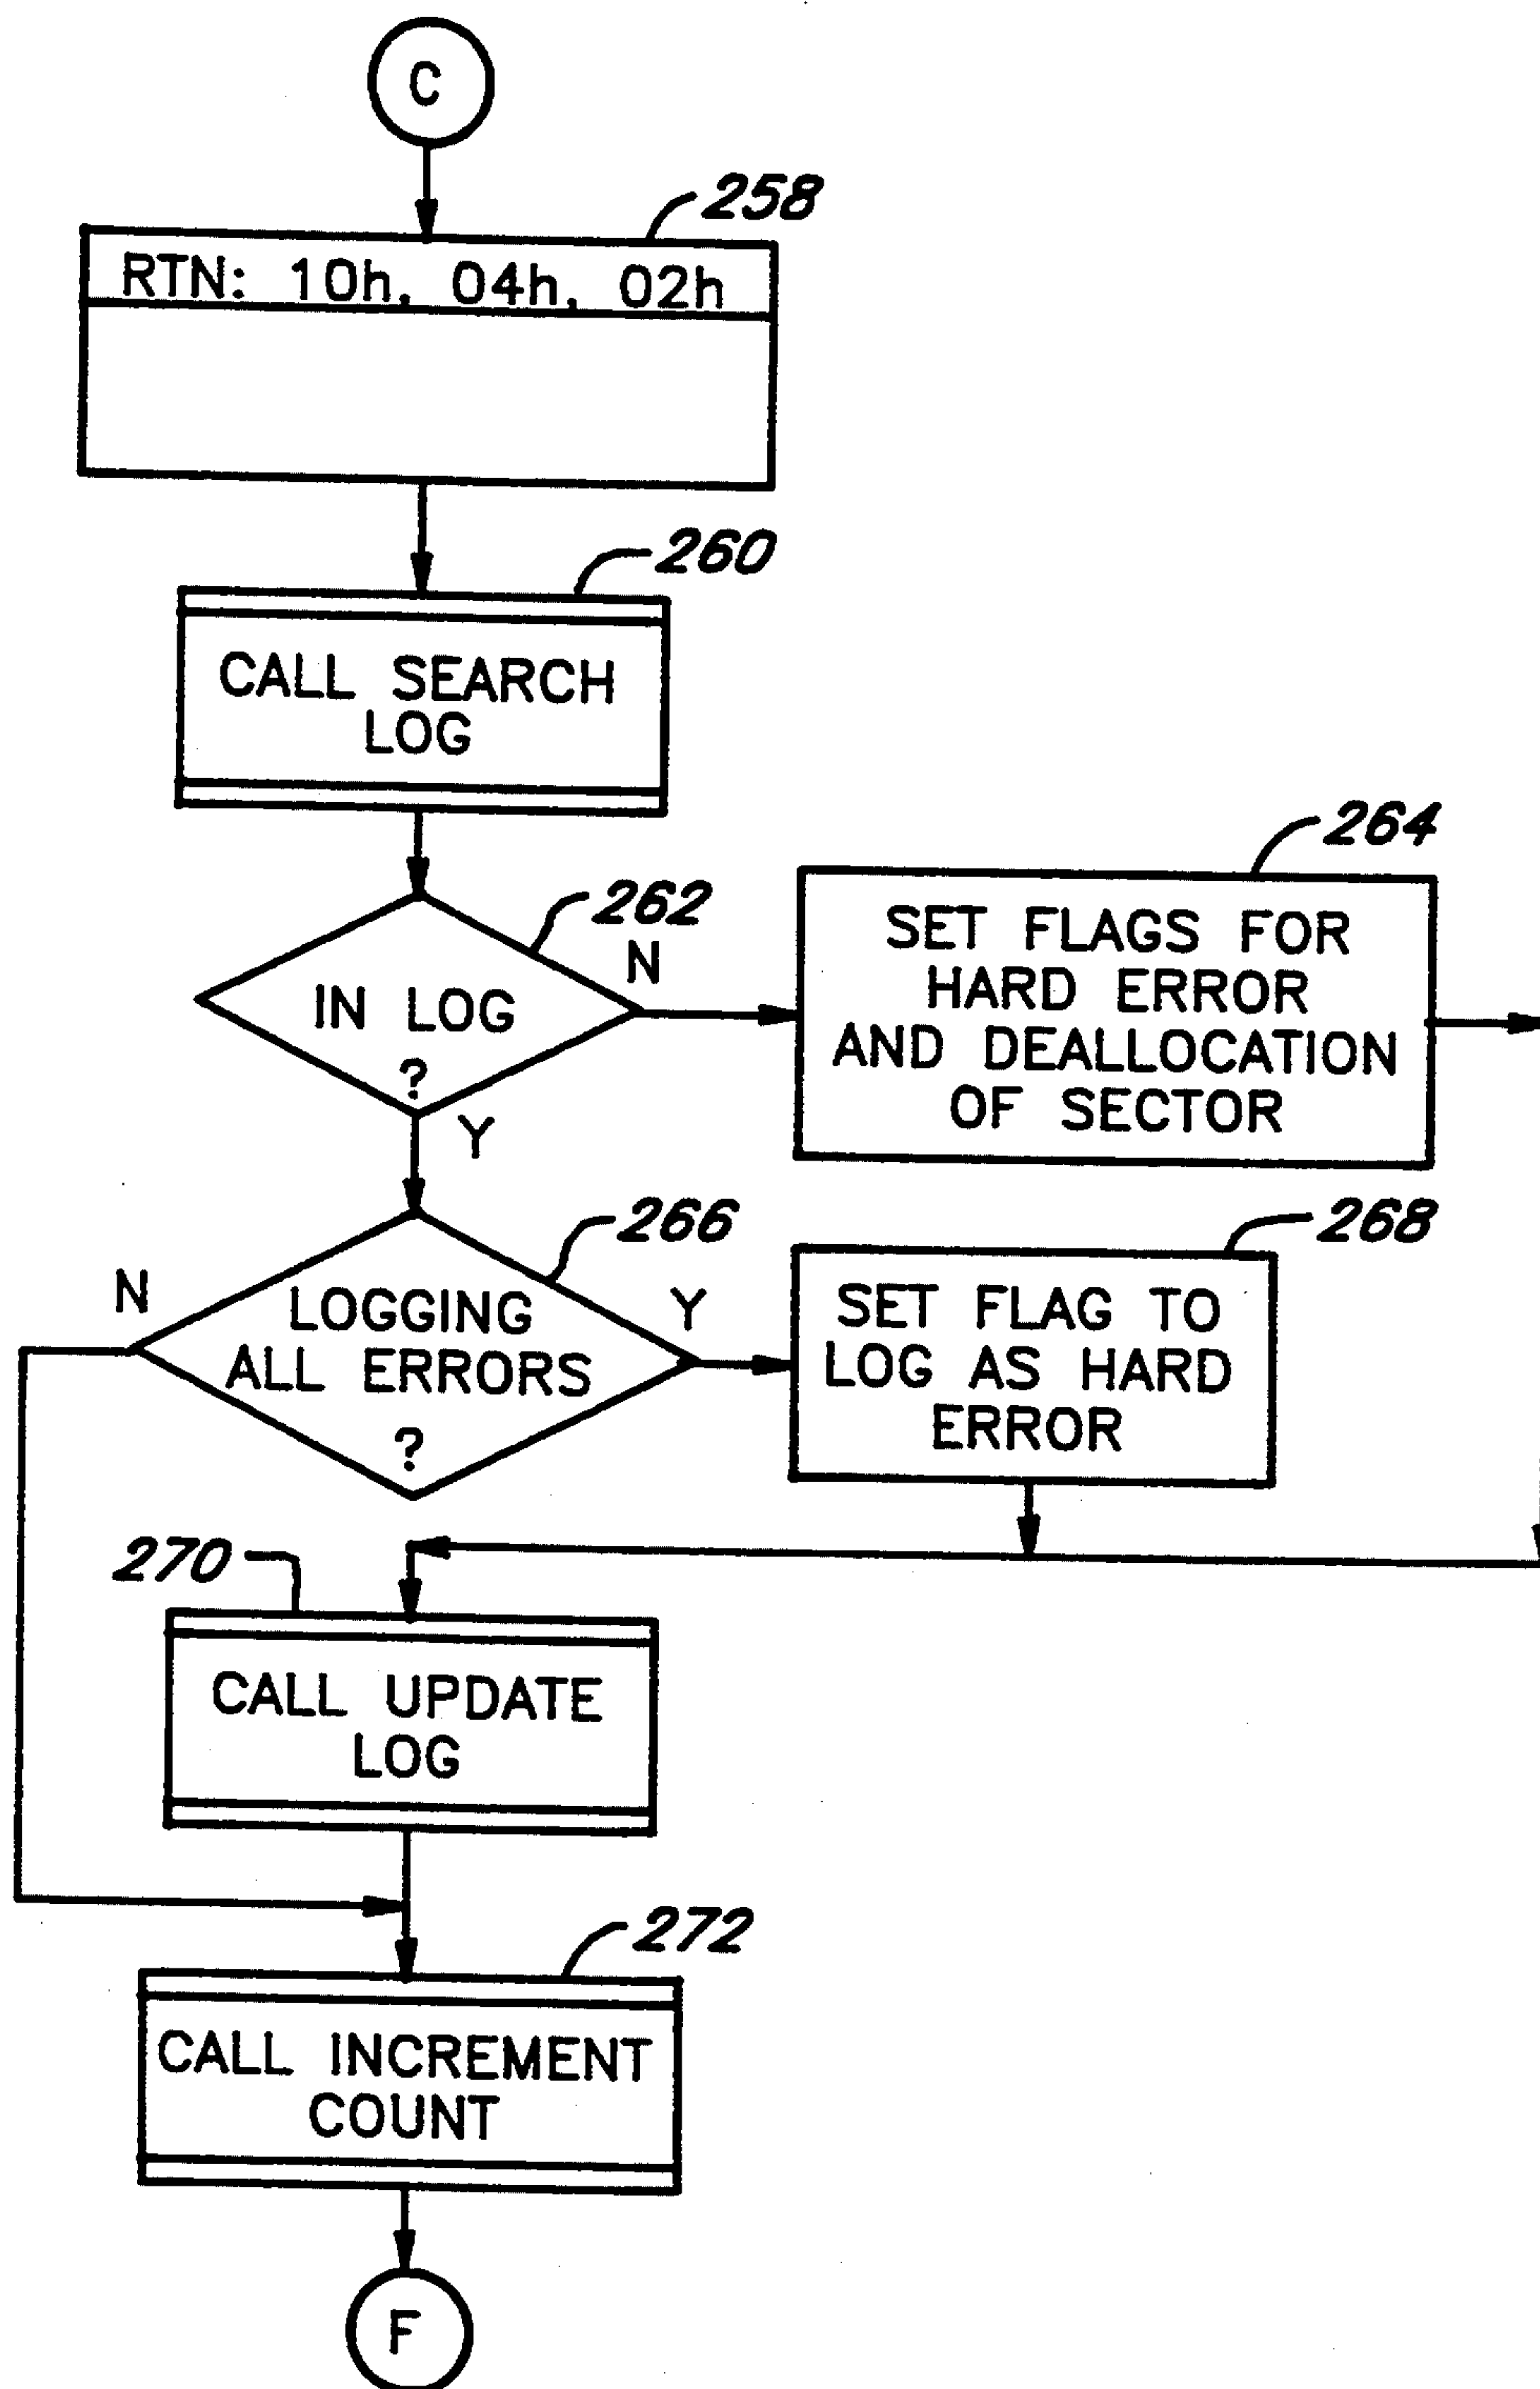 C
258
RTN: 10h, 04h, 02h
260
CALL SEARCH
LOG
262
N
IN LOG
?
Y
264
SET FLAGS FOR
HARD ERROR
AND DEALLOCATION
OF SECTOR
266
N
LOGGING
ALL ERRORS
?
Y
268
SET FLAG TO
LOG AS HARD
ERROR
270
CALL UPDATE
LOG
272
CALL INCREMENT
COUNT
F